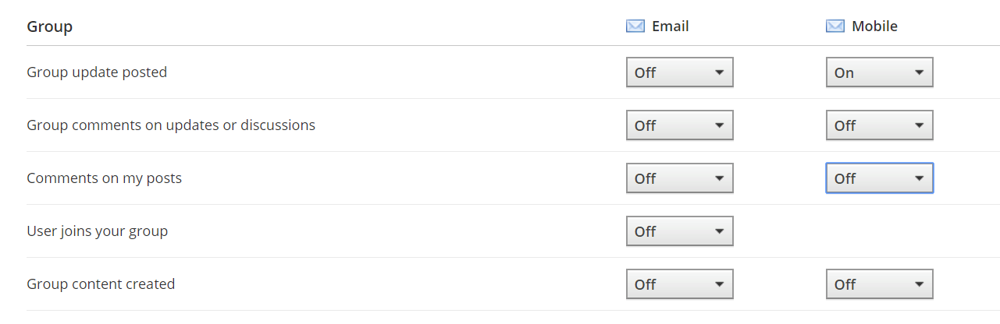 Group Email Mobile
Group update posted Off On
Group comments on updates or discussions Off Off
Comments on my posts Off Off
User joins your group Off
Group content created Off Off